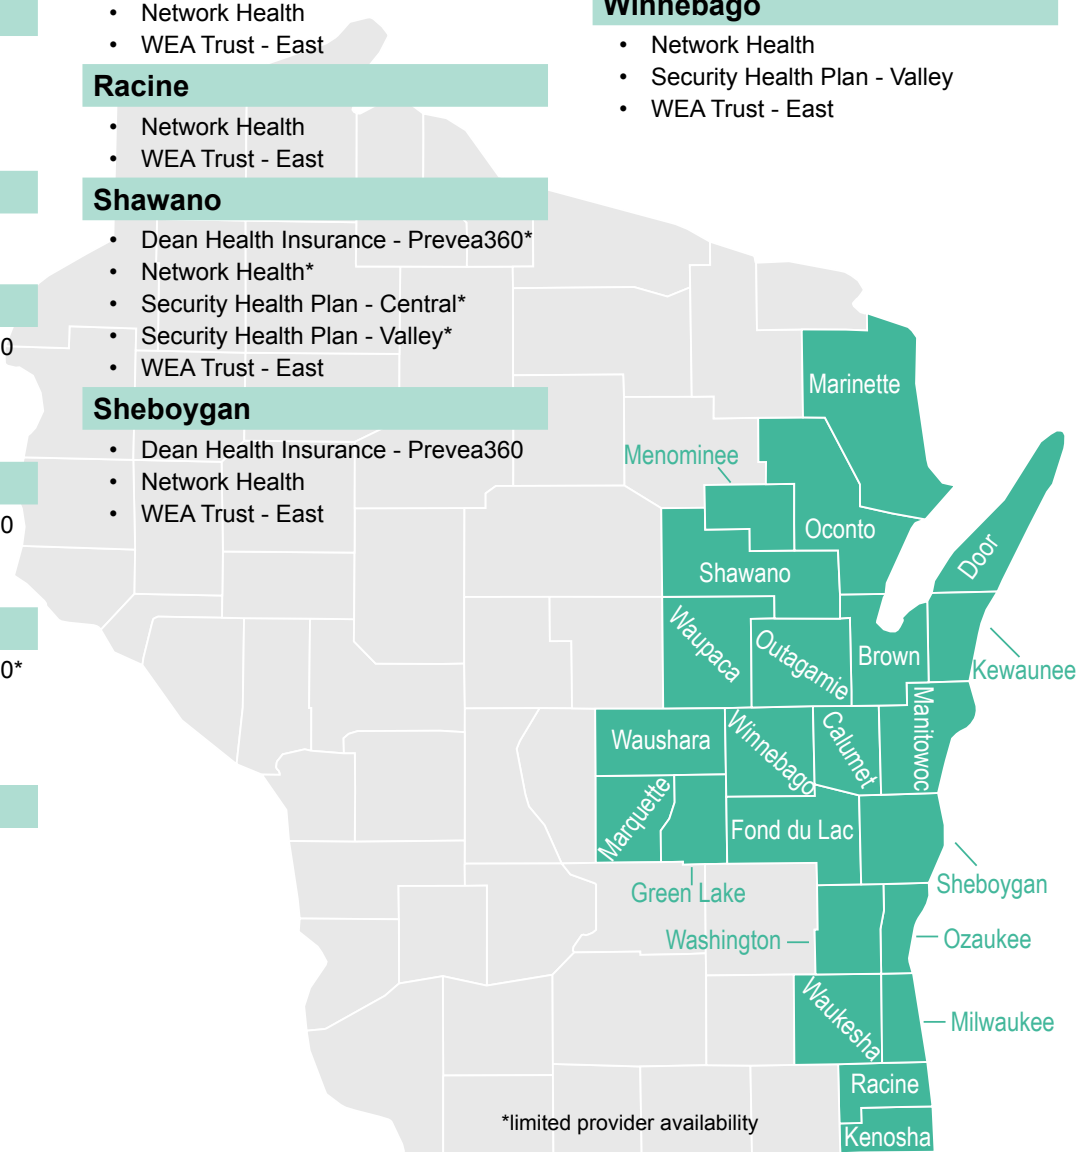 • Network Health
• WEA Trust - East
Racine
• Network Health
• WEA Trust - East
Shawano
• Dean Health Insurance - Prevea360*
• Network Health*
• Security Health Plan - Central*
• Security Health Plan - Valley*
• WEA Trust - East
Sheboygan
• Dean Health Insurance - Prevea360
• Network Health
• WEA Trust - East
0
0
0*
Winnebago
• Network Health
• Security Health Plan - Valley
• WEA Trust - East
Marinette
Menominee
Oconto
Door
Shawano
Waupaca
Outagamie
Brown
Kewaunee
Waushara
Winnebago
Calumet
Manitowoc
Marquette
Fond du Lac
Green Lake
Sheboygan
Washington
Ozaukee
Waukesha
Milwaukee
Racine
Kenosha
*limited provider availability